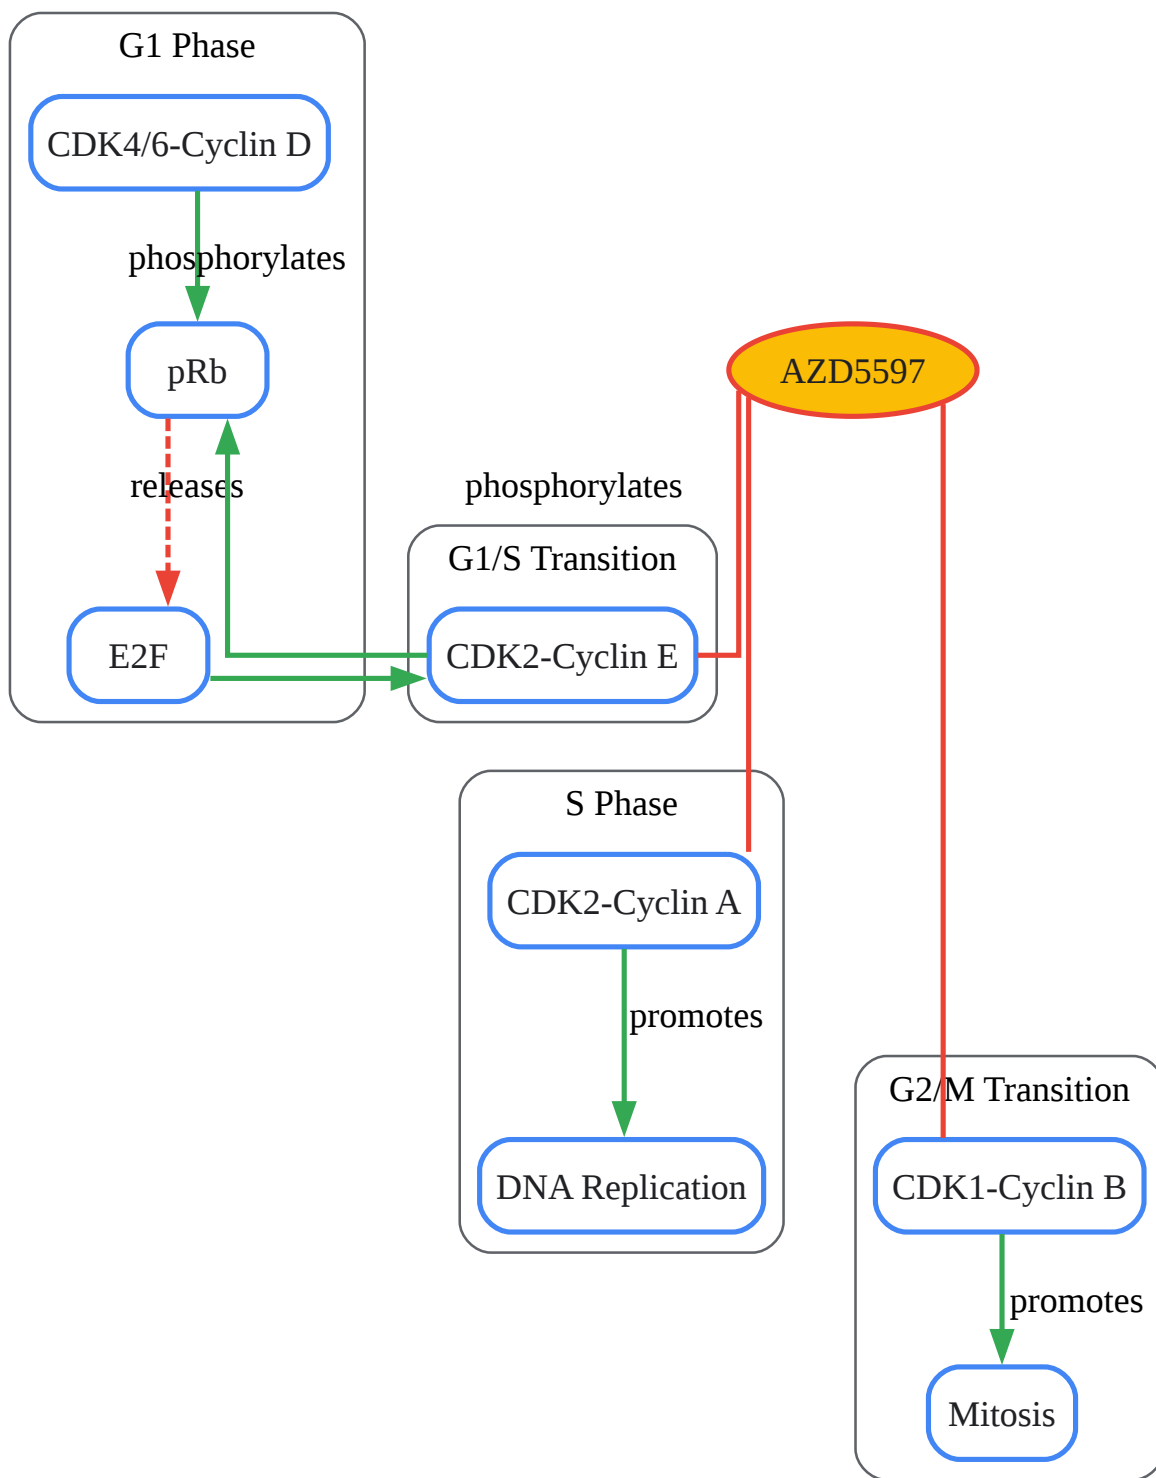 G1 Phase
CDK4/6-Cyclin D
phosphorylates
pRb
AZD5597
releases
phosphorylates
G1/S Transition
E2F
CDK2-Cyclin E
S Phase
CDK2-Cyclin A
promotes
DNA Replication
G2/M Transition
CDK1-Cyclin B
promotes
Mitosis